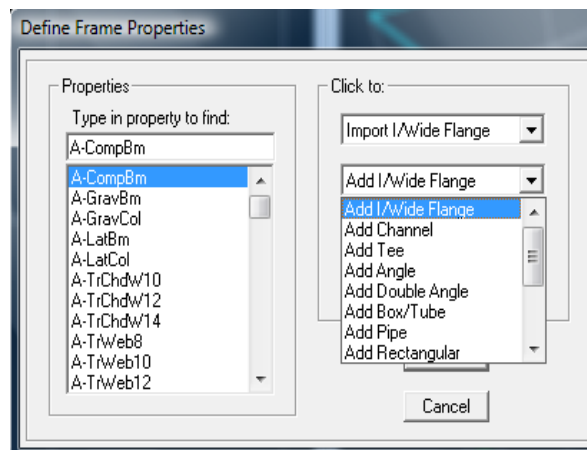 Define Frame Properties
Properties
Type in property to find:
A-CompBm
A-CompBm
A-GravBm
A-GravCol
A-LatBm
A-LatCol
A-TrChdW10
A-TrChdW12
A-TrChdW14
A-TrWeb8
A-TrWeb10
A-TrWeb12
Click to:
Import I/Wide Flange
Add I/Wide Flange
Add I/Wide Flange
Add Channel
Add Tee
Add Angle
Add Double Angle
Add Box/Tube
Add Pipe
Add Rectangular
Cancel